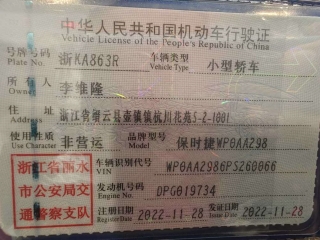 中华人民共和国机动车行驶证
Vehicle License of the People's Republic of China
号牌号码 浙KA863R 车辆类型 小型轿车
Plate No. Vehicle Type
所有人 李维隆
Owner
住址 浙江省缙云县壶镇镇杭川花苑5-2-1001
Address
使用性质 非营运 品牌型号 保时捷WP0AA298
Use Character Model
浙江省丽水市公安局交通警察支队
车辆识别代号 WP0AA2986PS260066
VIN
发动机号码 DPG019734
Engine No.
注册日期 2022-11-28 发证日期 2022-11-28
Register Date Issue Date